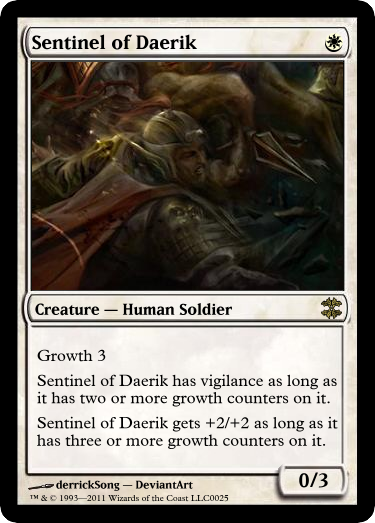 Sentinel of Daerik
Creature — Human Soldier
Growth 3
Sentinel of Daerik has vigilance as long as
it has two or more growth counters on it.
Sentinel of Daerik gets +2/+2 as long as it
has three or more growth counters on it.
derrickSong — DeviantArt
0/3
™ & © 1993—2011 Wizards of the Coast LLC0025